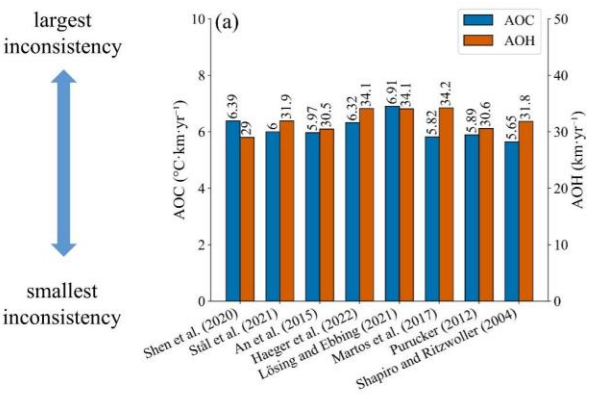 largest
inconsistency
smallest
inconsistency
(a)
AOC
AOH
10
8
6
4
2
0
AOC (°C·km·yr⁻¹)
50
40
30
20
10
0
AOH (km·yr⁻¹)
6.39
29
6
31.9
5.97
30.5
6.32
34.1
6.91
34.1
5.82
34.2
5.89
30.6
5.65
31.8
Shen et al. (2020)
Stål et al. (2021)
An et al. (2015)
Haeger et al. (2022)
Lösing and Ebbing (2021)
Martos et al. (2017)
Purucker (2012)
Shapiro and Ritzwoller (2004)